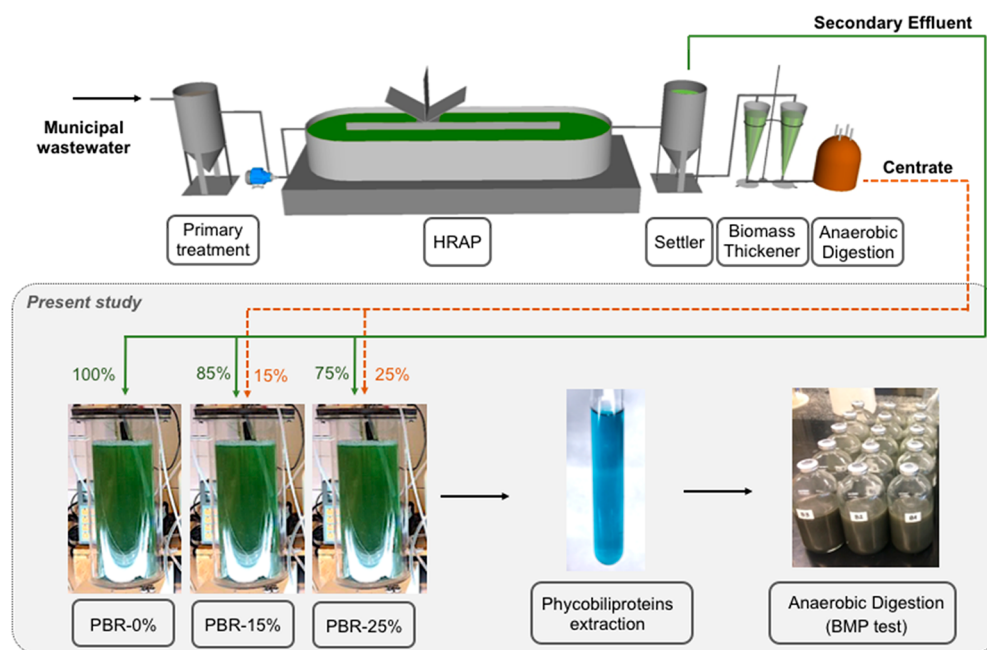 Secondary Effluent
Municipal
wastewater
Centrate
Primary
treatment
HRAP
Settler
Biomass
Thickener
Anaerobic
Digestion
Present study
100%
85%
15%
75%
25%
PBR-0%
PBR-15%
PBR-25%
Phycobiliproteins
extraction
Anaerobic Digestion
(BMP test)